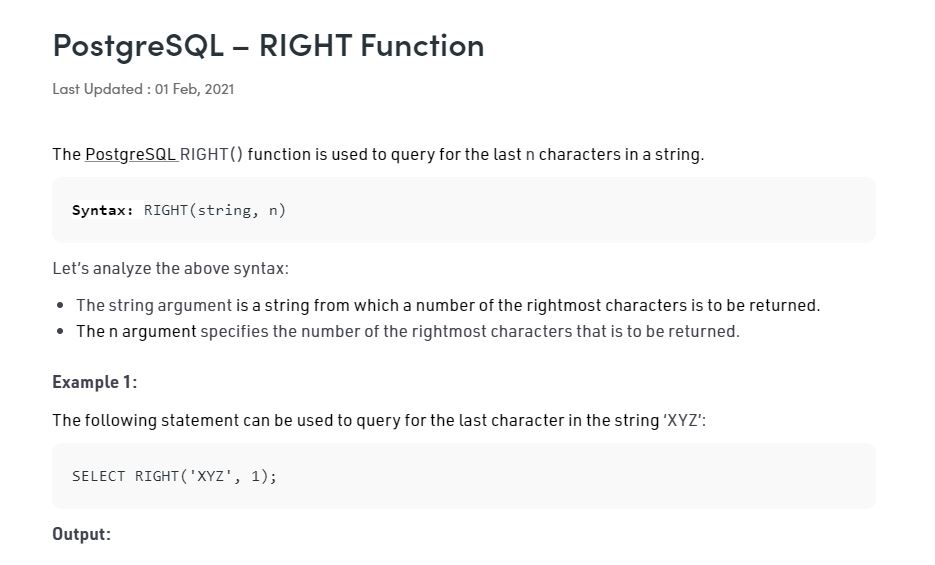 PostgreSQL – RIGHT Function
Last Updated : 01 Feb, 2021
The PostgreSQL RIGHT() function is used to query for the last n characters in a string.
Syntax: RIGHT(string, n)
Let's analyze the above syntax:
• The string argument is a string from which a number of the rightmost characters is to be returned.
• The n argument specifies the number of the rightmost characters that is to be returned.
Example 1:
The following statement can be used to query for the last character in the string ‘XYZ’:
SELECT RIGHT('XYZ', 1);
Output: